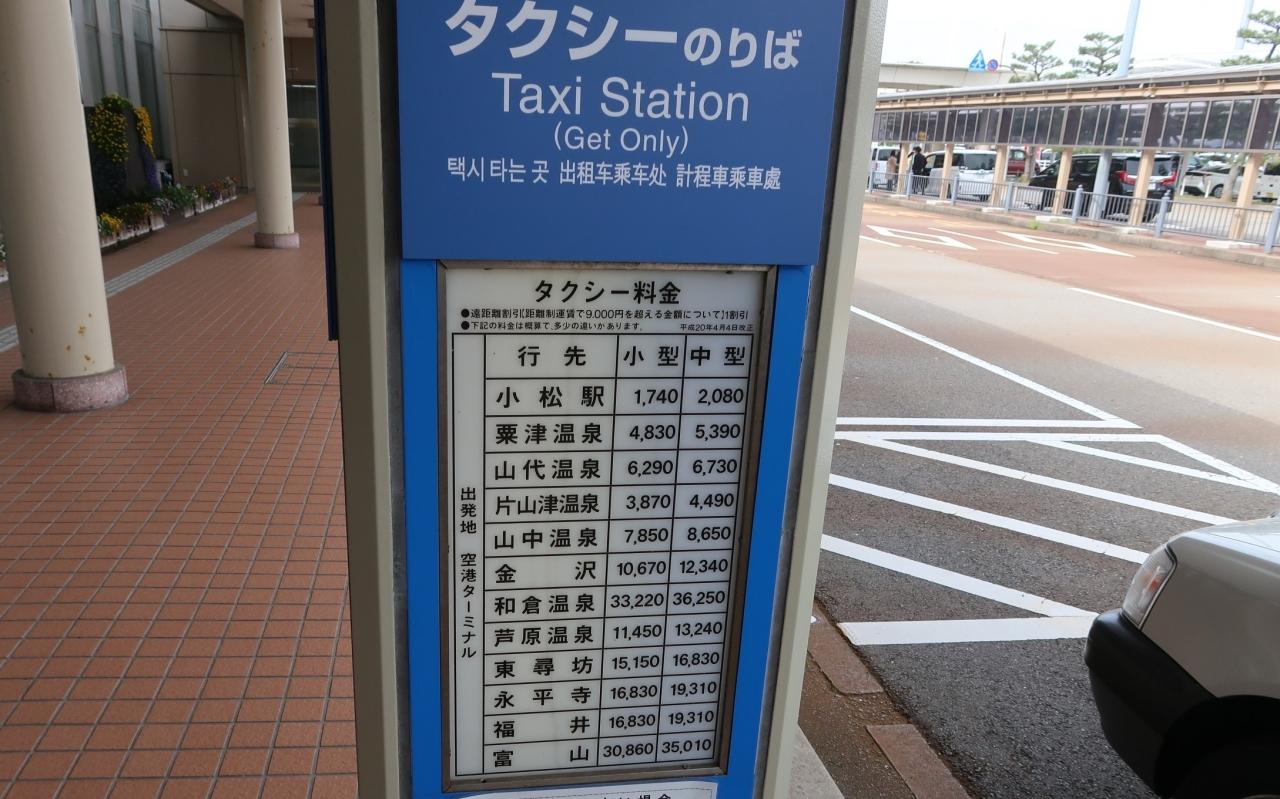 タクシーのりば
Taxi Station
(Get Only)
택시 타는 곳 出租车乘车处 計程車乘車處
タクシー料金
●遠距離割引【距離制運賃で9,000円を超える金額について】1割引
●下記の料金は概算で、多少の違いがあります。 平成20年4月4日改正
出発地 空港ターミナル
行先 小型 中型
小松駅 1,740 2,080
粟津温泉 4,830 5,390
山代温泉 6,290 6,730
片山津温泉 3,870 4,490
山中温泉 7,850 8,650
金沢 10,670 12,340
和倉温泉 33,220 36,250
芦原温泉 11,450 13,240
東尋坊 15,150 16,830
永平寺 16,830 19,310
福井 16,830 19,310
富山 30,860 35,010